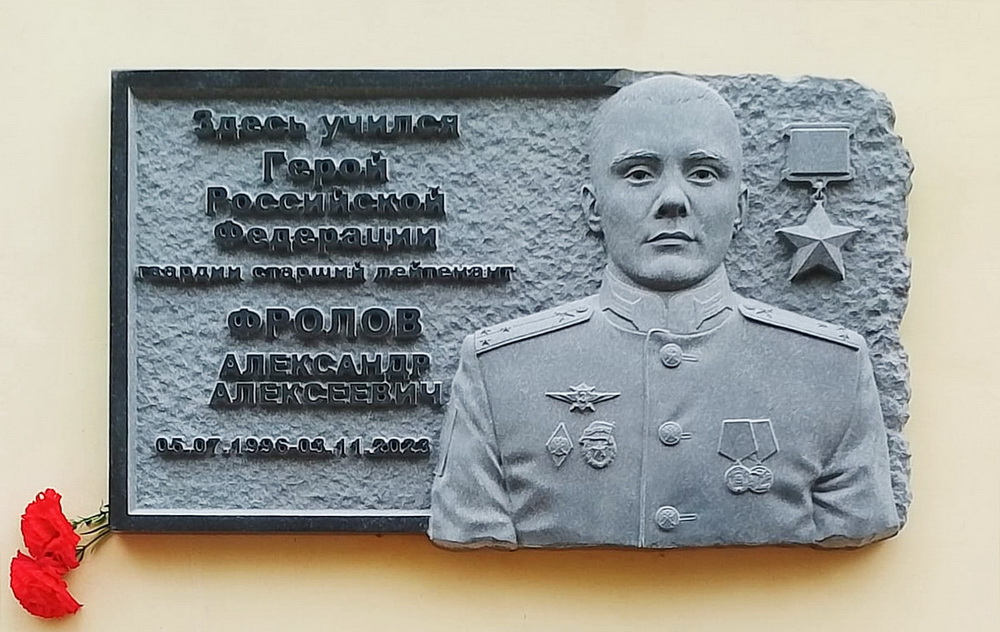 Здесь учился
Герой
Российской
Федерации
гвардии старший лейтенант
ФРОЛОВ
АЛЕКСАНДР
АЛЕКСЕЕВИЧ
05.07.1996-03.11.2023